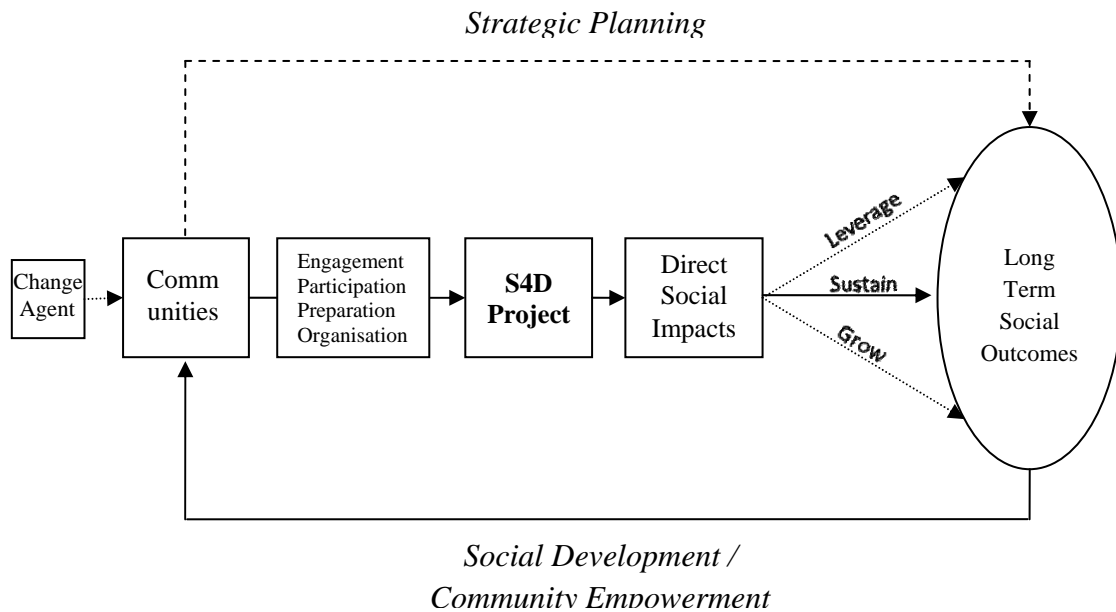 Strategic Planning
Change
Agent
Comm
unities
Engagement
Participation
Preparation
Organisation
S4D
Project
Direct
Social
Impacts
Leverage
Sustain
Grow
Long
Term
Social
Outcomes
Social Development /
Community Empowerment